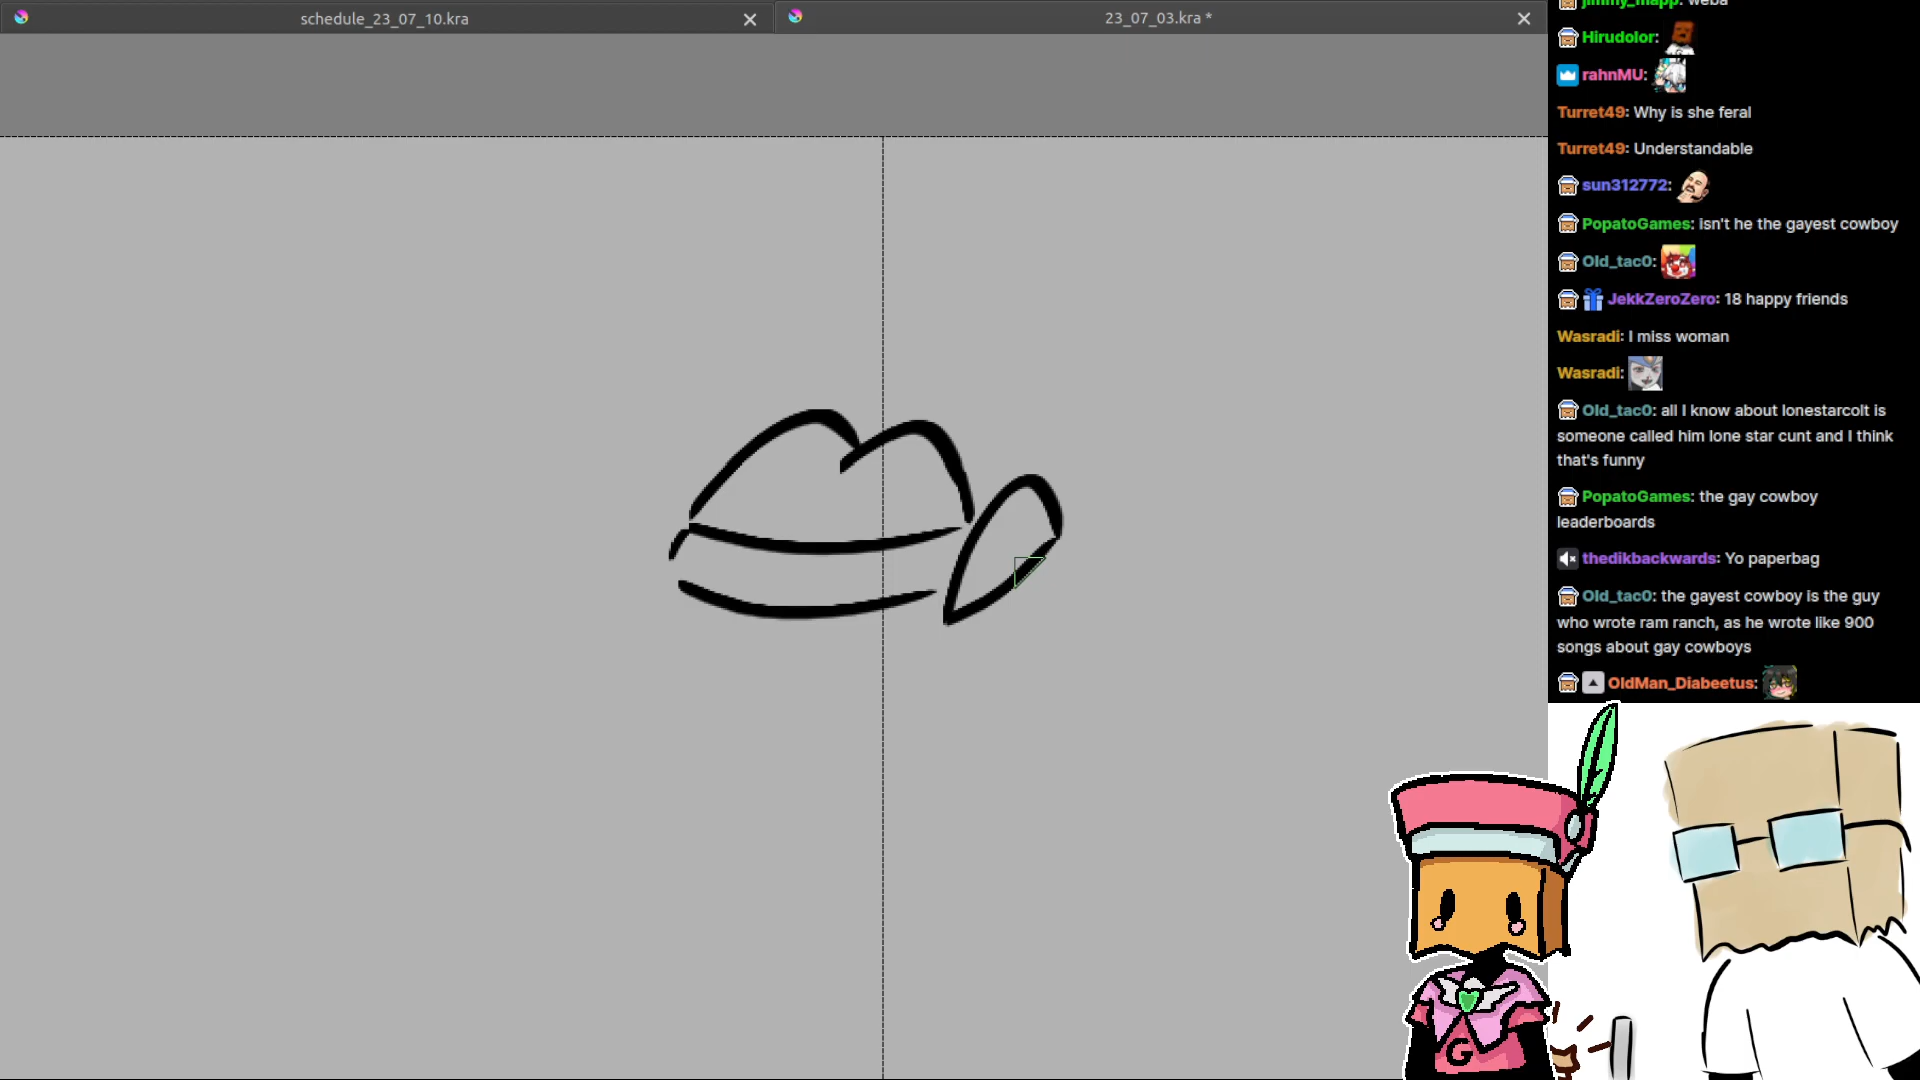 schedule_23_07_10.kra
23_07_03.kra *
jimmy_mapp: weba
Hirudolor:
rahnMU:
Turret49: Why is she feral
Turret49: Understandable
sun312772:
PopatoGames: isn't he the gayest cowboy
Old_tac0:
JekkZeroZero: 18 happy friends
Wasradi: I miss woman
Wasradi:
Old_tac0: all I know about lonestarcolt is
someone called him lone star cunt and I think
that's funny
PopatoGames: the gay cowboy
leaderboards
thedikbackwards: Yo paperbag
Old_tac0: the gayest cowboy is the guy
who wrote ram ranch, as he wrote like 900
songs about gay cowboys
OldMan_Diabeetus:
G